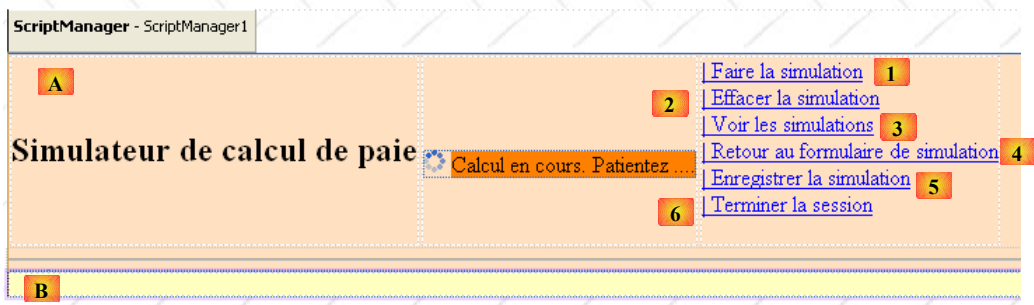 ScriptManager - ScriptManager1
A
| Faire la simulation 1
2 | Effacer la simulation
| Voir les simulations 3
Simulateur de calcul de paie
Calcul en cours. Patientez ....
| Retour au formulaire de simulation 4
| Enregistrer la simulation 5
6 | Terminer la session
B